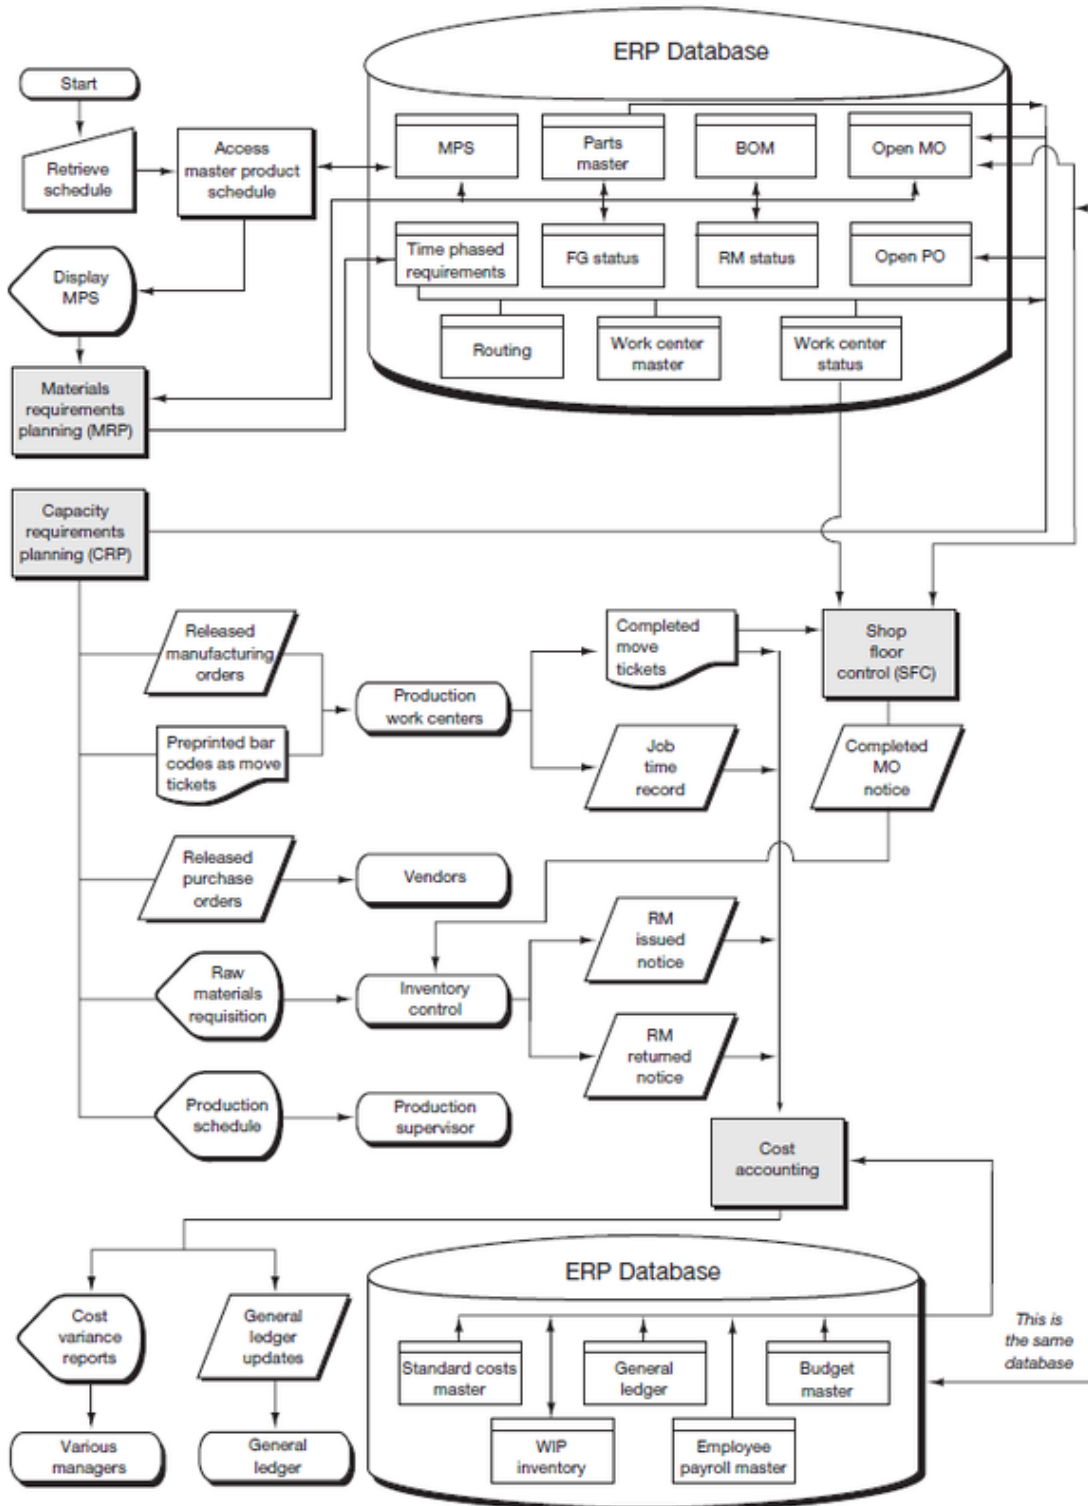 ERP Database
Start
Retrieve
schedule
Access
master product
schedule
MPS
Parts
master
BOM
Open MO
Time phased
requirements
FG status
RM status
Open PO
Display
MPS
Routing
Work center
master
Work center
status
Materials
requirements
planning (MRP)
Capacity
requirements
planning (CRP)
Released
manufacturing
orders
Completed
move
tickets
Shop
floor
control (SFC)
Production
work centers
Preprinted bar
codes as move
tickets
Job
time
record
Completed
MO
notice
Released
purchase
orders
Vendors
RM
issued
notice
Raw
materials
requisition
Inventory
control
RM
returned
notice
Production
schedule
Production
supervisor
Cost
accounting
ERP Database
Cost
variance
reports
General
ledger
updates
This is
the same
database
Standard costs
master
General
ledger
Budget
master
WIP
inventory
Employee
payroll master
Various
managers
General
ledger